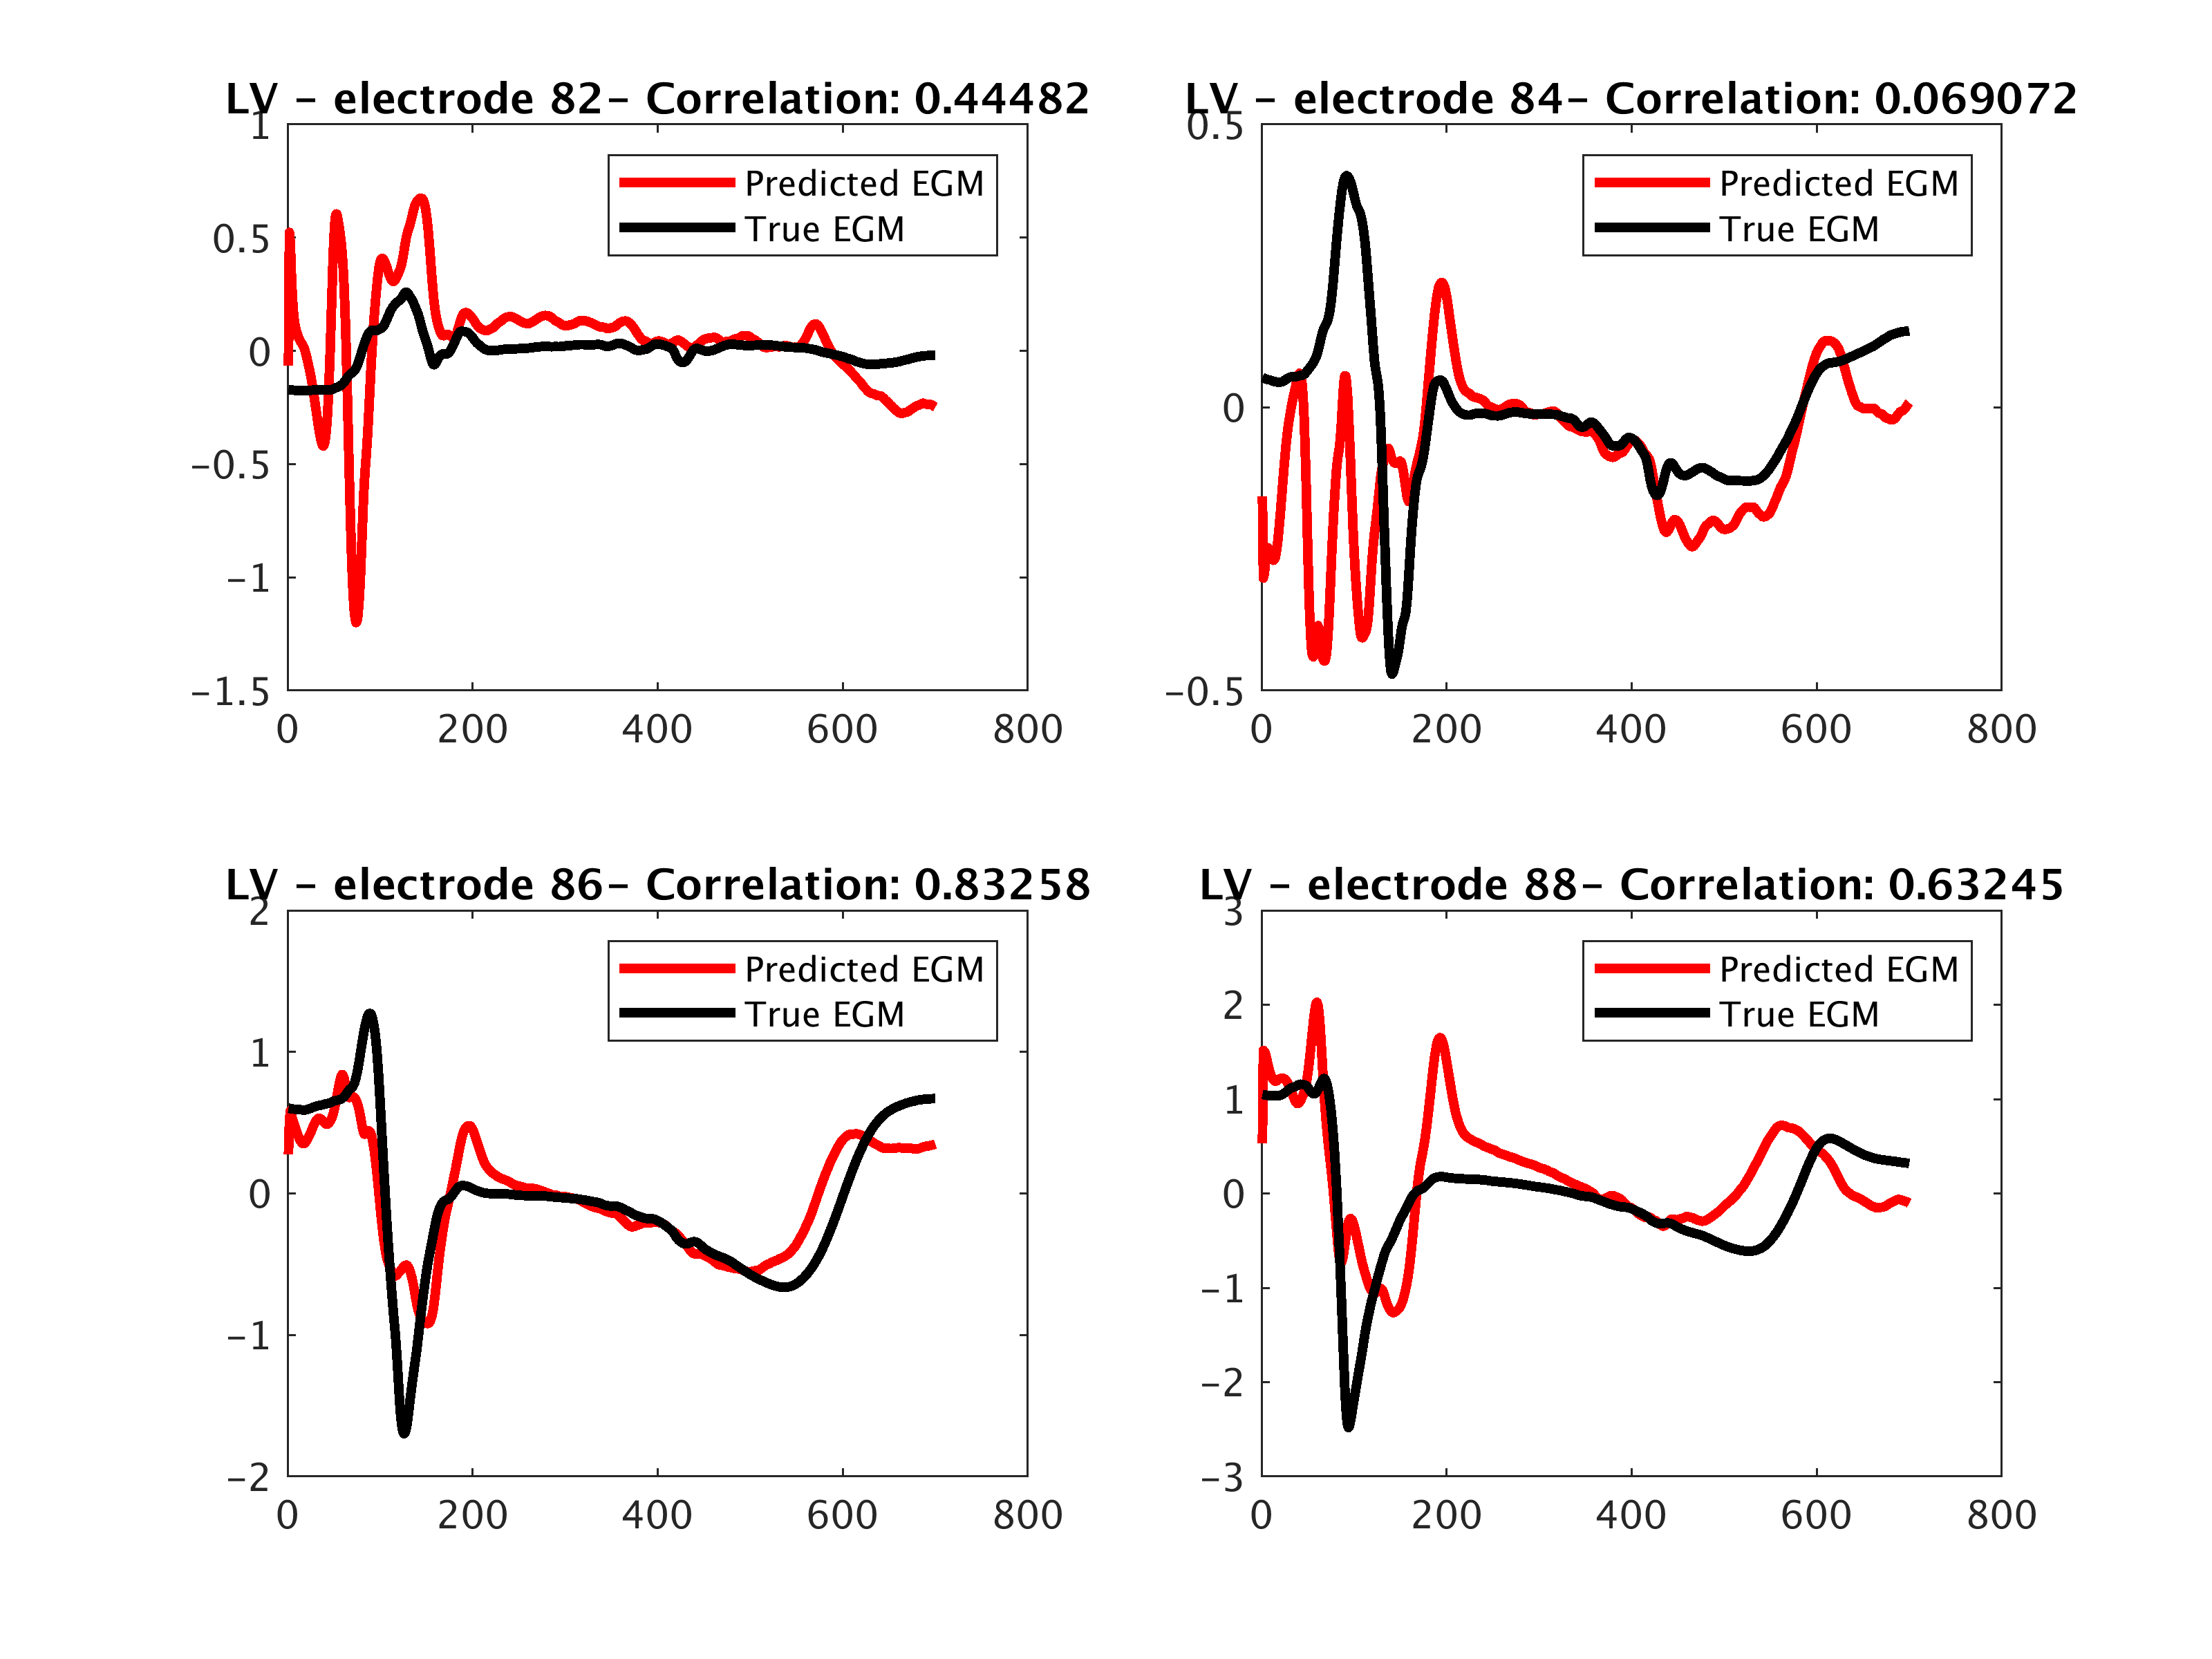 LV - electrode 82- Correlation: 0.44482
1
0.5
0
-0.5
-1
-1.5
0 200 400 600 800
Predicted EGM
True EGM
LV - electrode 84- Correlation: 0.069072
0.5
0
-0.5
0 200 400 600 800
Predicted EGM
True EGM
LV - electrode 86- Correlation: 0.83258
2
1
0
-1
-2
0 200 400 600 800
Predicted EGM
True EGM
LV - electrode 88- Correlation: 0.63245
3
2
1
0
-1
-2
-3
0 200 400 600 800
Predicted EGM
True EGM